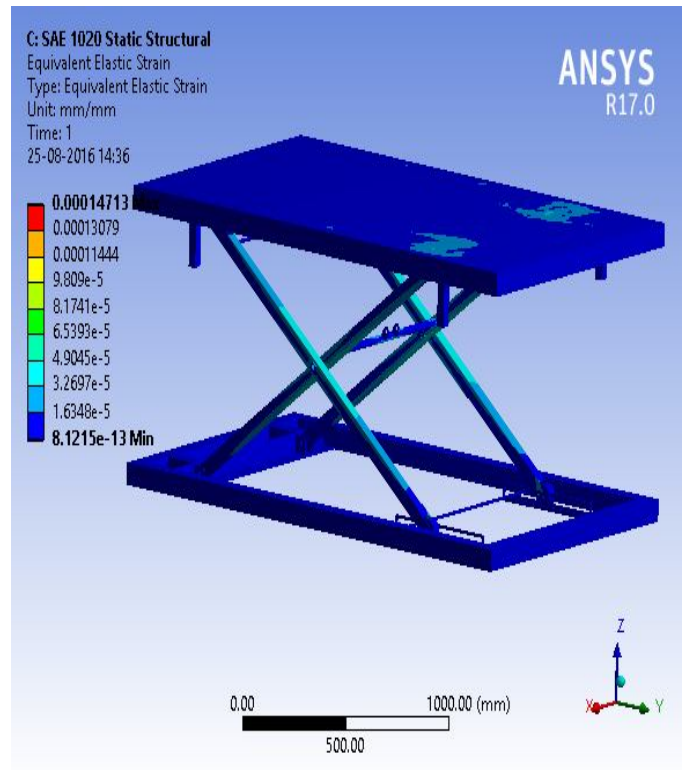 C: SAE 1020 Static Structural
Equivalent Elastic Strain
Type: Equivalent Elastic Strain
Unit: mm/mm
Time: 1
25-08-2016 14:36
ANSYS
R17.0
0.00014713
0.00013079
0.00011444
9.809e-5
8.1741e-5
6.5393e-5
4.9045e-5
3.2697e-5
1.6348e-5
8.1215e-13 Min
Z
X
Y
0.00
1000.00 (mm)
500.00